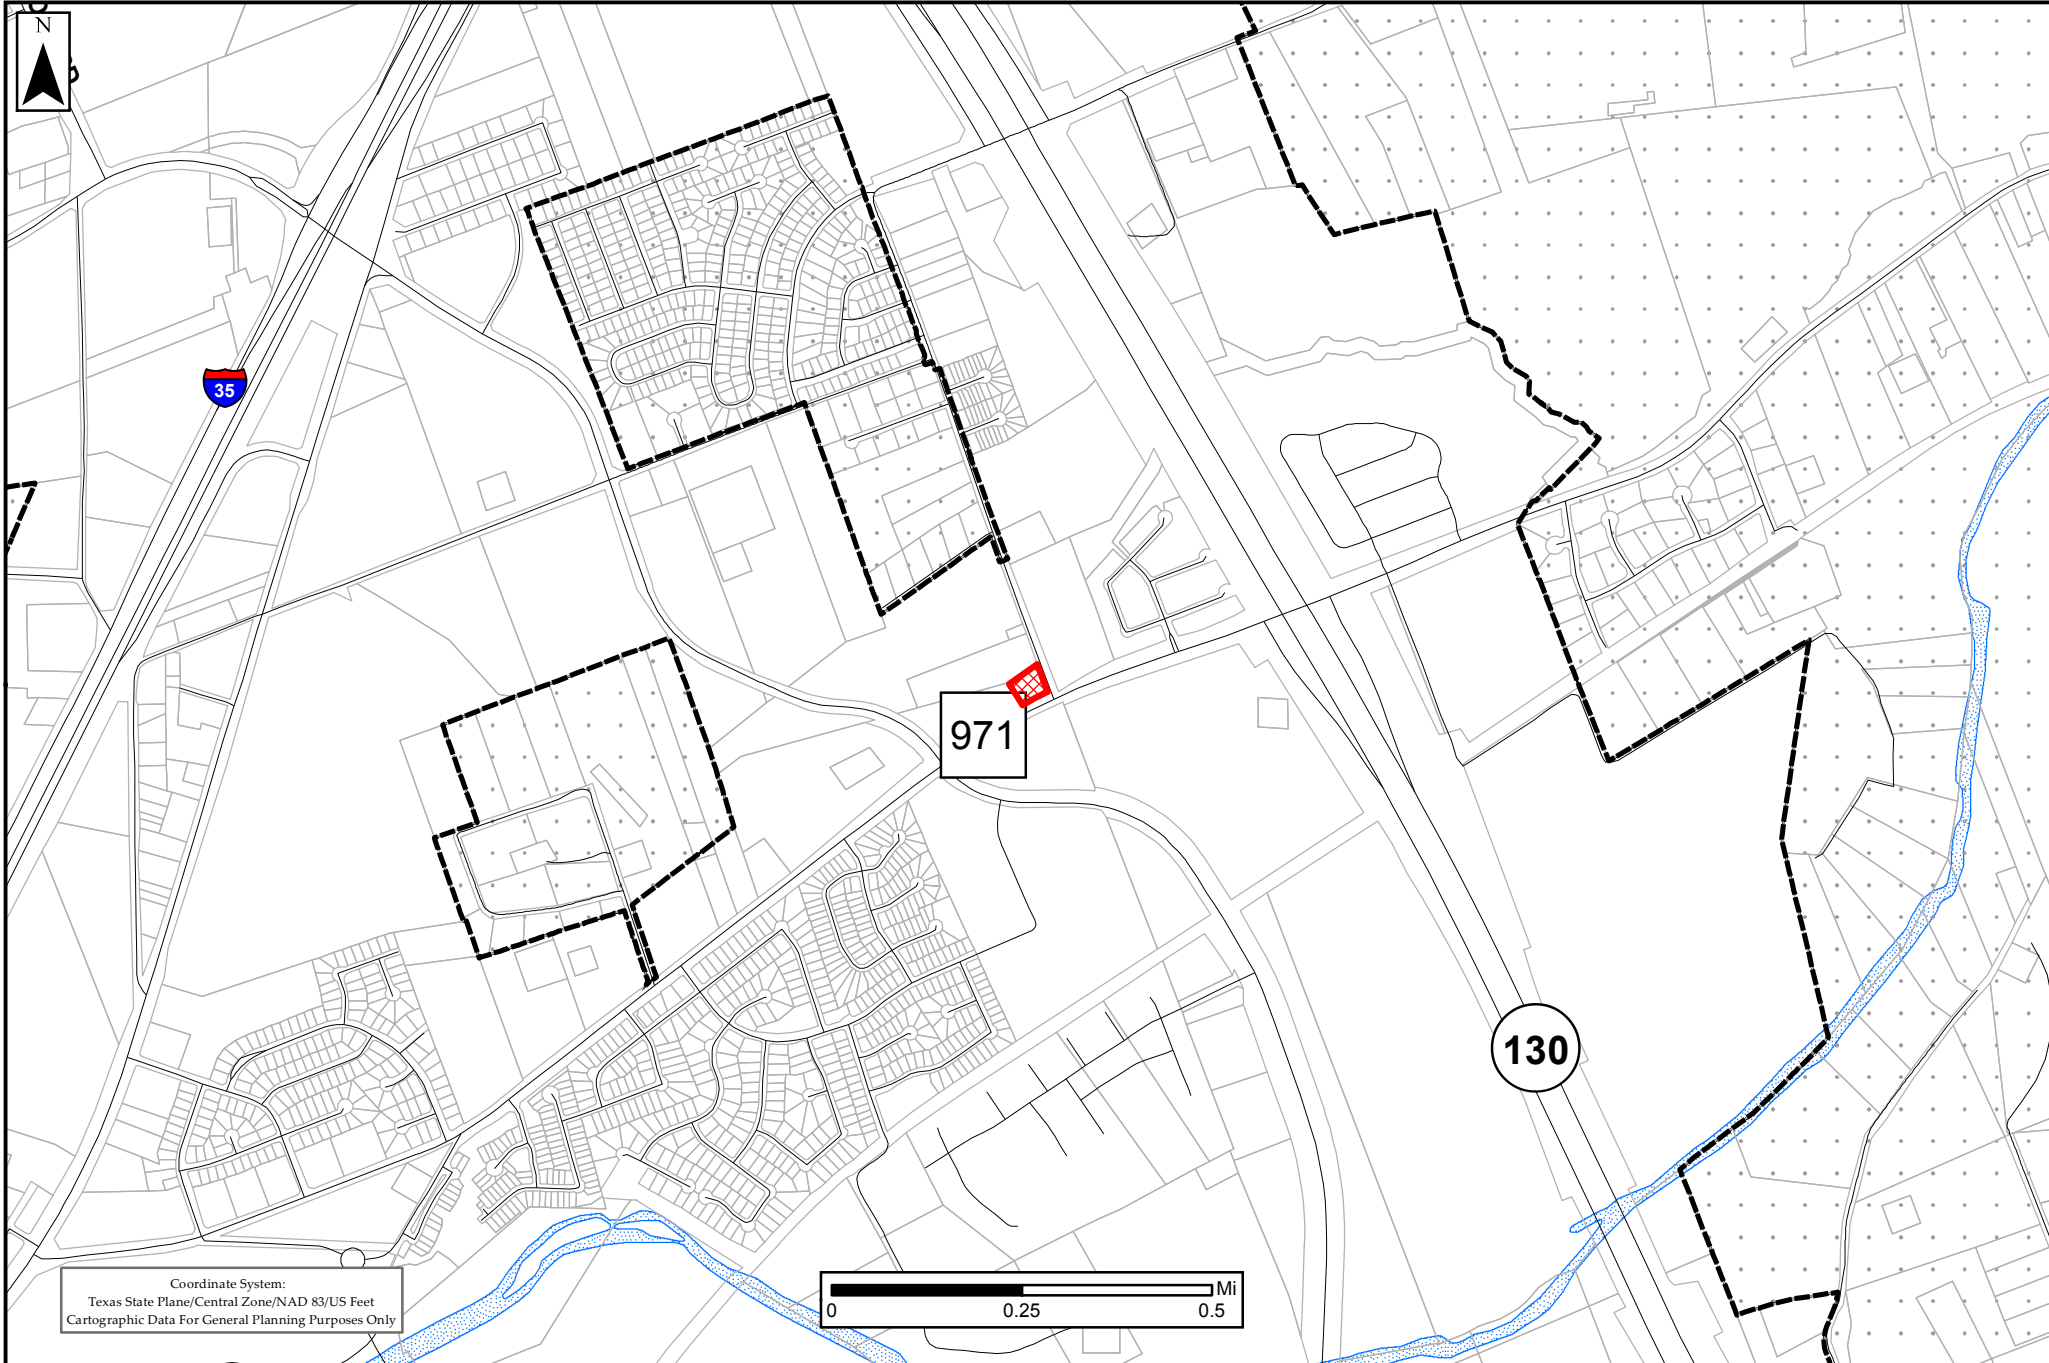 N
35
971
130
Coordinate System:
Texas State Plane/Central Zone/NAD 83/US Feet
Cartographic Data For General Planning Purposes Only
Mi
0 0.25 0.5